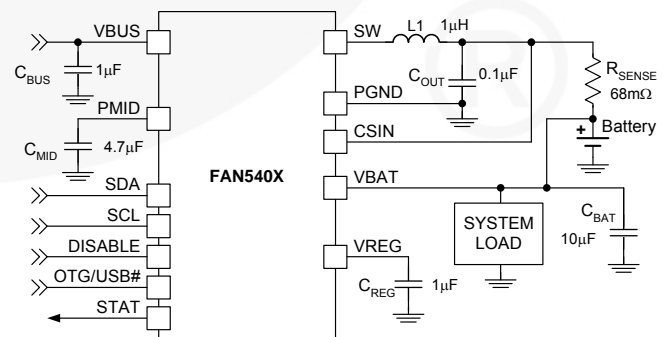 VBUS
C_BUS
1μF
PMID
C_MID
4.7μF
SDA
SCL
DISABLE
OTG/USB#
STAT
FAN540X
SW
L1 1μH
C_OUT
0.1μF
PGND
CSIN
VBAT
VREG
C_REG
1μF
R_SENSE
68mΩ
+
Battery
SYSTEM
LOAD
C_BAT
10μF
®